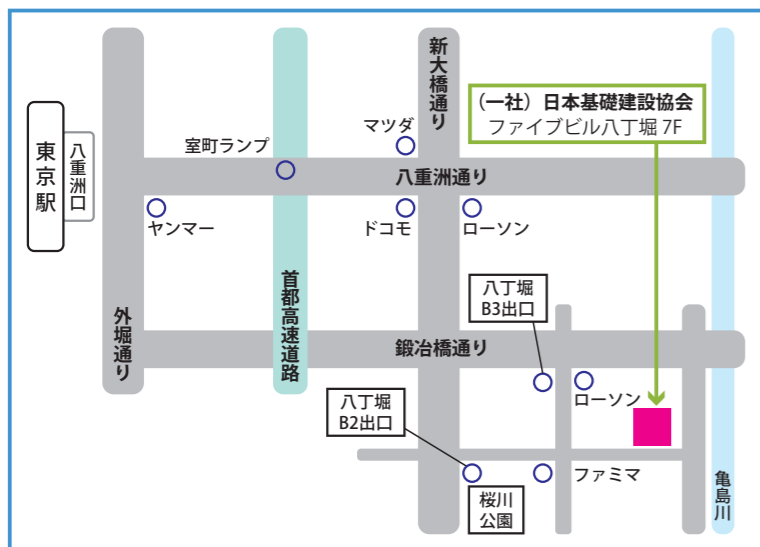 新大橋通り
(一社)日本基礎建設協会
ファイブビル八丁堀 7F
マツダ
室町ランプ
東京駅
八重洲口
八重洲通り
ヤンマー
ドコモ
ローソン
首都高速道路
八丁堀
B3出口
外堀通り
鍛冶橋通り
八丁堀
B2出口
ローソン
ファミマ
桜川
公園
亀島川